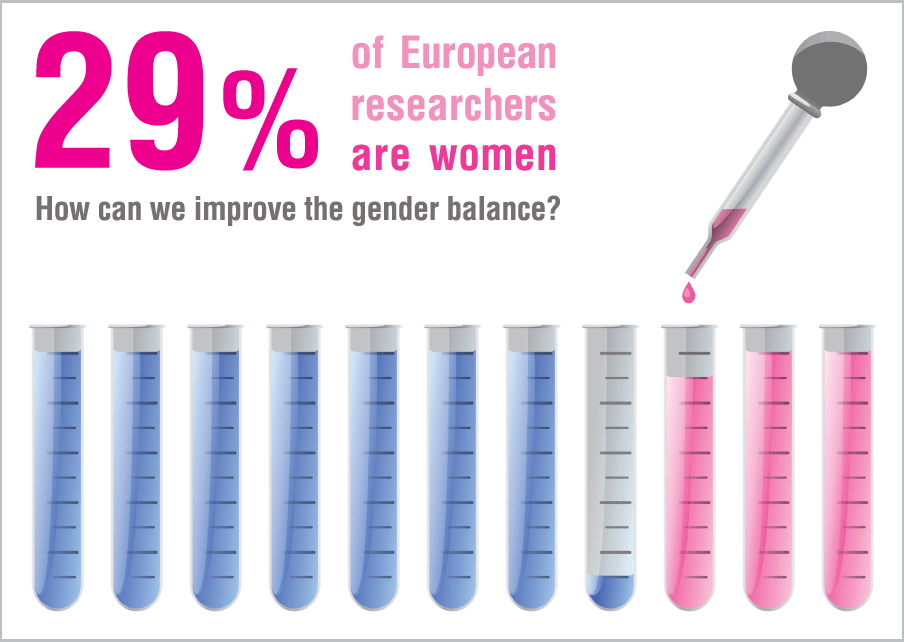 29% of European
researchers
are women
How can we improve the gender balance?